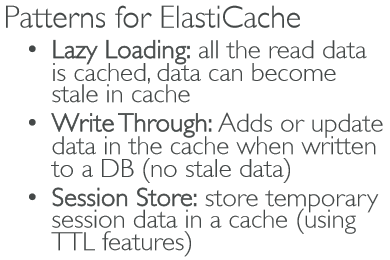 Patterns for ElastiCache
• Lazy Loading: all the read data
is cached, data can become
stale in cache
• Write Through: Adds or update
data in the cache when written
to a DB (no stale data)
• Session Store: store temporary
session data in a cache (using
TTL features)